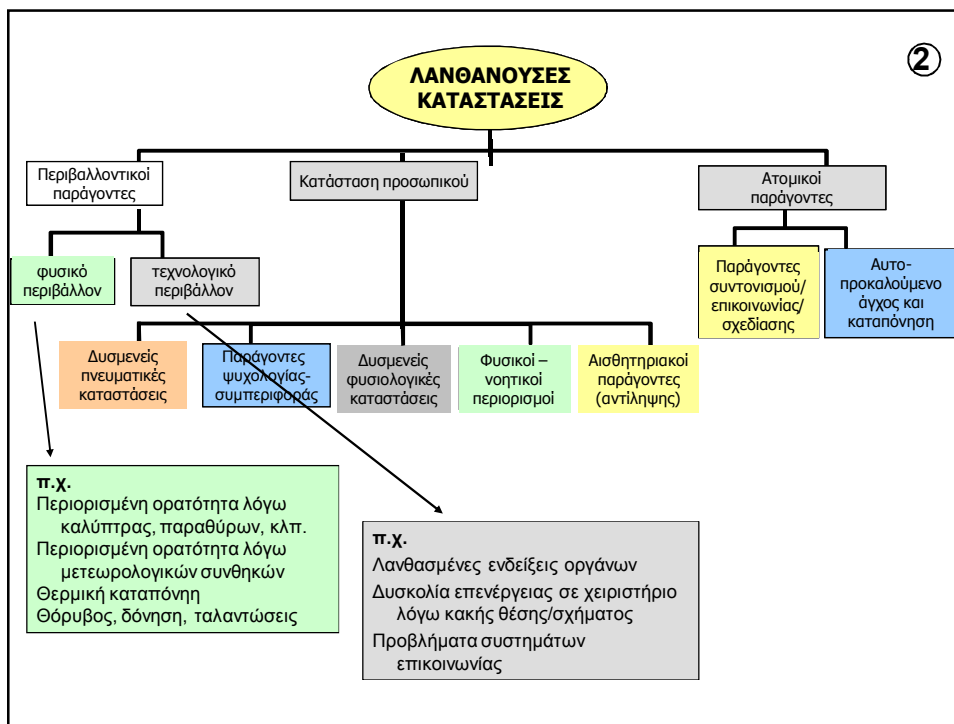 2
ΛΑΝΘΑΝΟΥΣΕΣ
ΚΑΤΑΣΤΑΣΕΙΣ
Περιβαλλοντικοί
παράγοντες
Κατάσταση προσωπικού
Ατομικοί
παράγοντες
φυσικό
περιβάλλον
τεχνολογικό
περιβάλλον
Παράγοντες
συντονισμού/
επικοινωνίας/
σχεδίασης
Αυτο-
προκαλούμενο
άγχος και
καταπόνηση
Δυσμενείς
πνευματικές
καταστάσεις
Παράγοντες
ψυχολογίας-
συμπεριφοράς
Δυσμενείς
φυσιολογικές
καταστάσεις
Φυσικοί –
νοητικοί
περιορισμοί
Αισθητηριακοί
παράγοντες
(αντίληψης)
π.χ.
Περιορισμένη ορατότητα λόγω
καλύπτρας, παραθύρων, κλπ.
Περιορισμένη ορατότητα λόγω
μετεωρολογικών συνθηκών
Θερμική καταπόνηη
Θόρυβος, δόνηση, ταλαντώσεις
π.χ.
Λανθασμένες ενδείξεις οργάνων
Δυσκολία επενέργειας σε χειριστήριο
λόγω κακής θέσης/σχήματος
Προβλήματα συστημάτων
επικοινωνίας